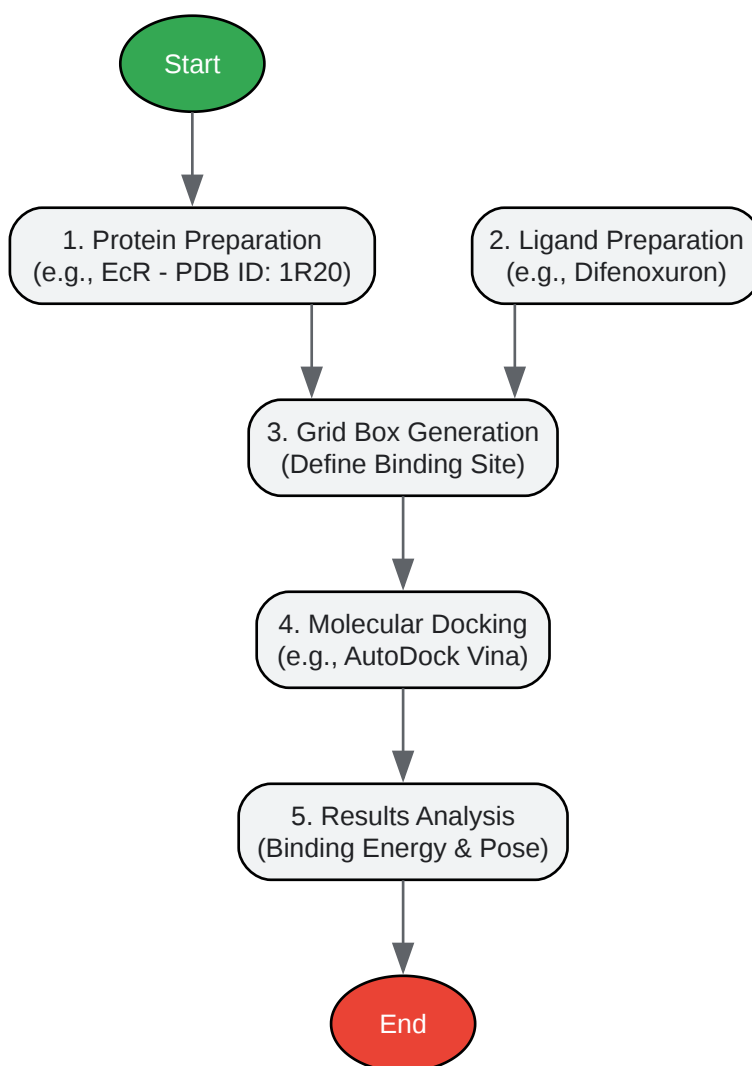 Start
1. Protein Preparation
(e.g., EcR - PDB ID: 1R20)
2. Ligand Preparation
(e.g., Difenoxuron)
3. Grid Box Generation
(Define Binding Site)
4. Molecular Docking
(e.g., AutoDock Vina)
5. Results Analysis
(Binding Energy & Pose)
End